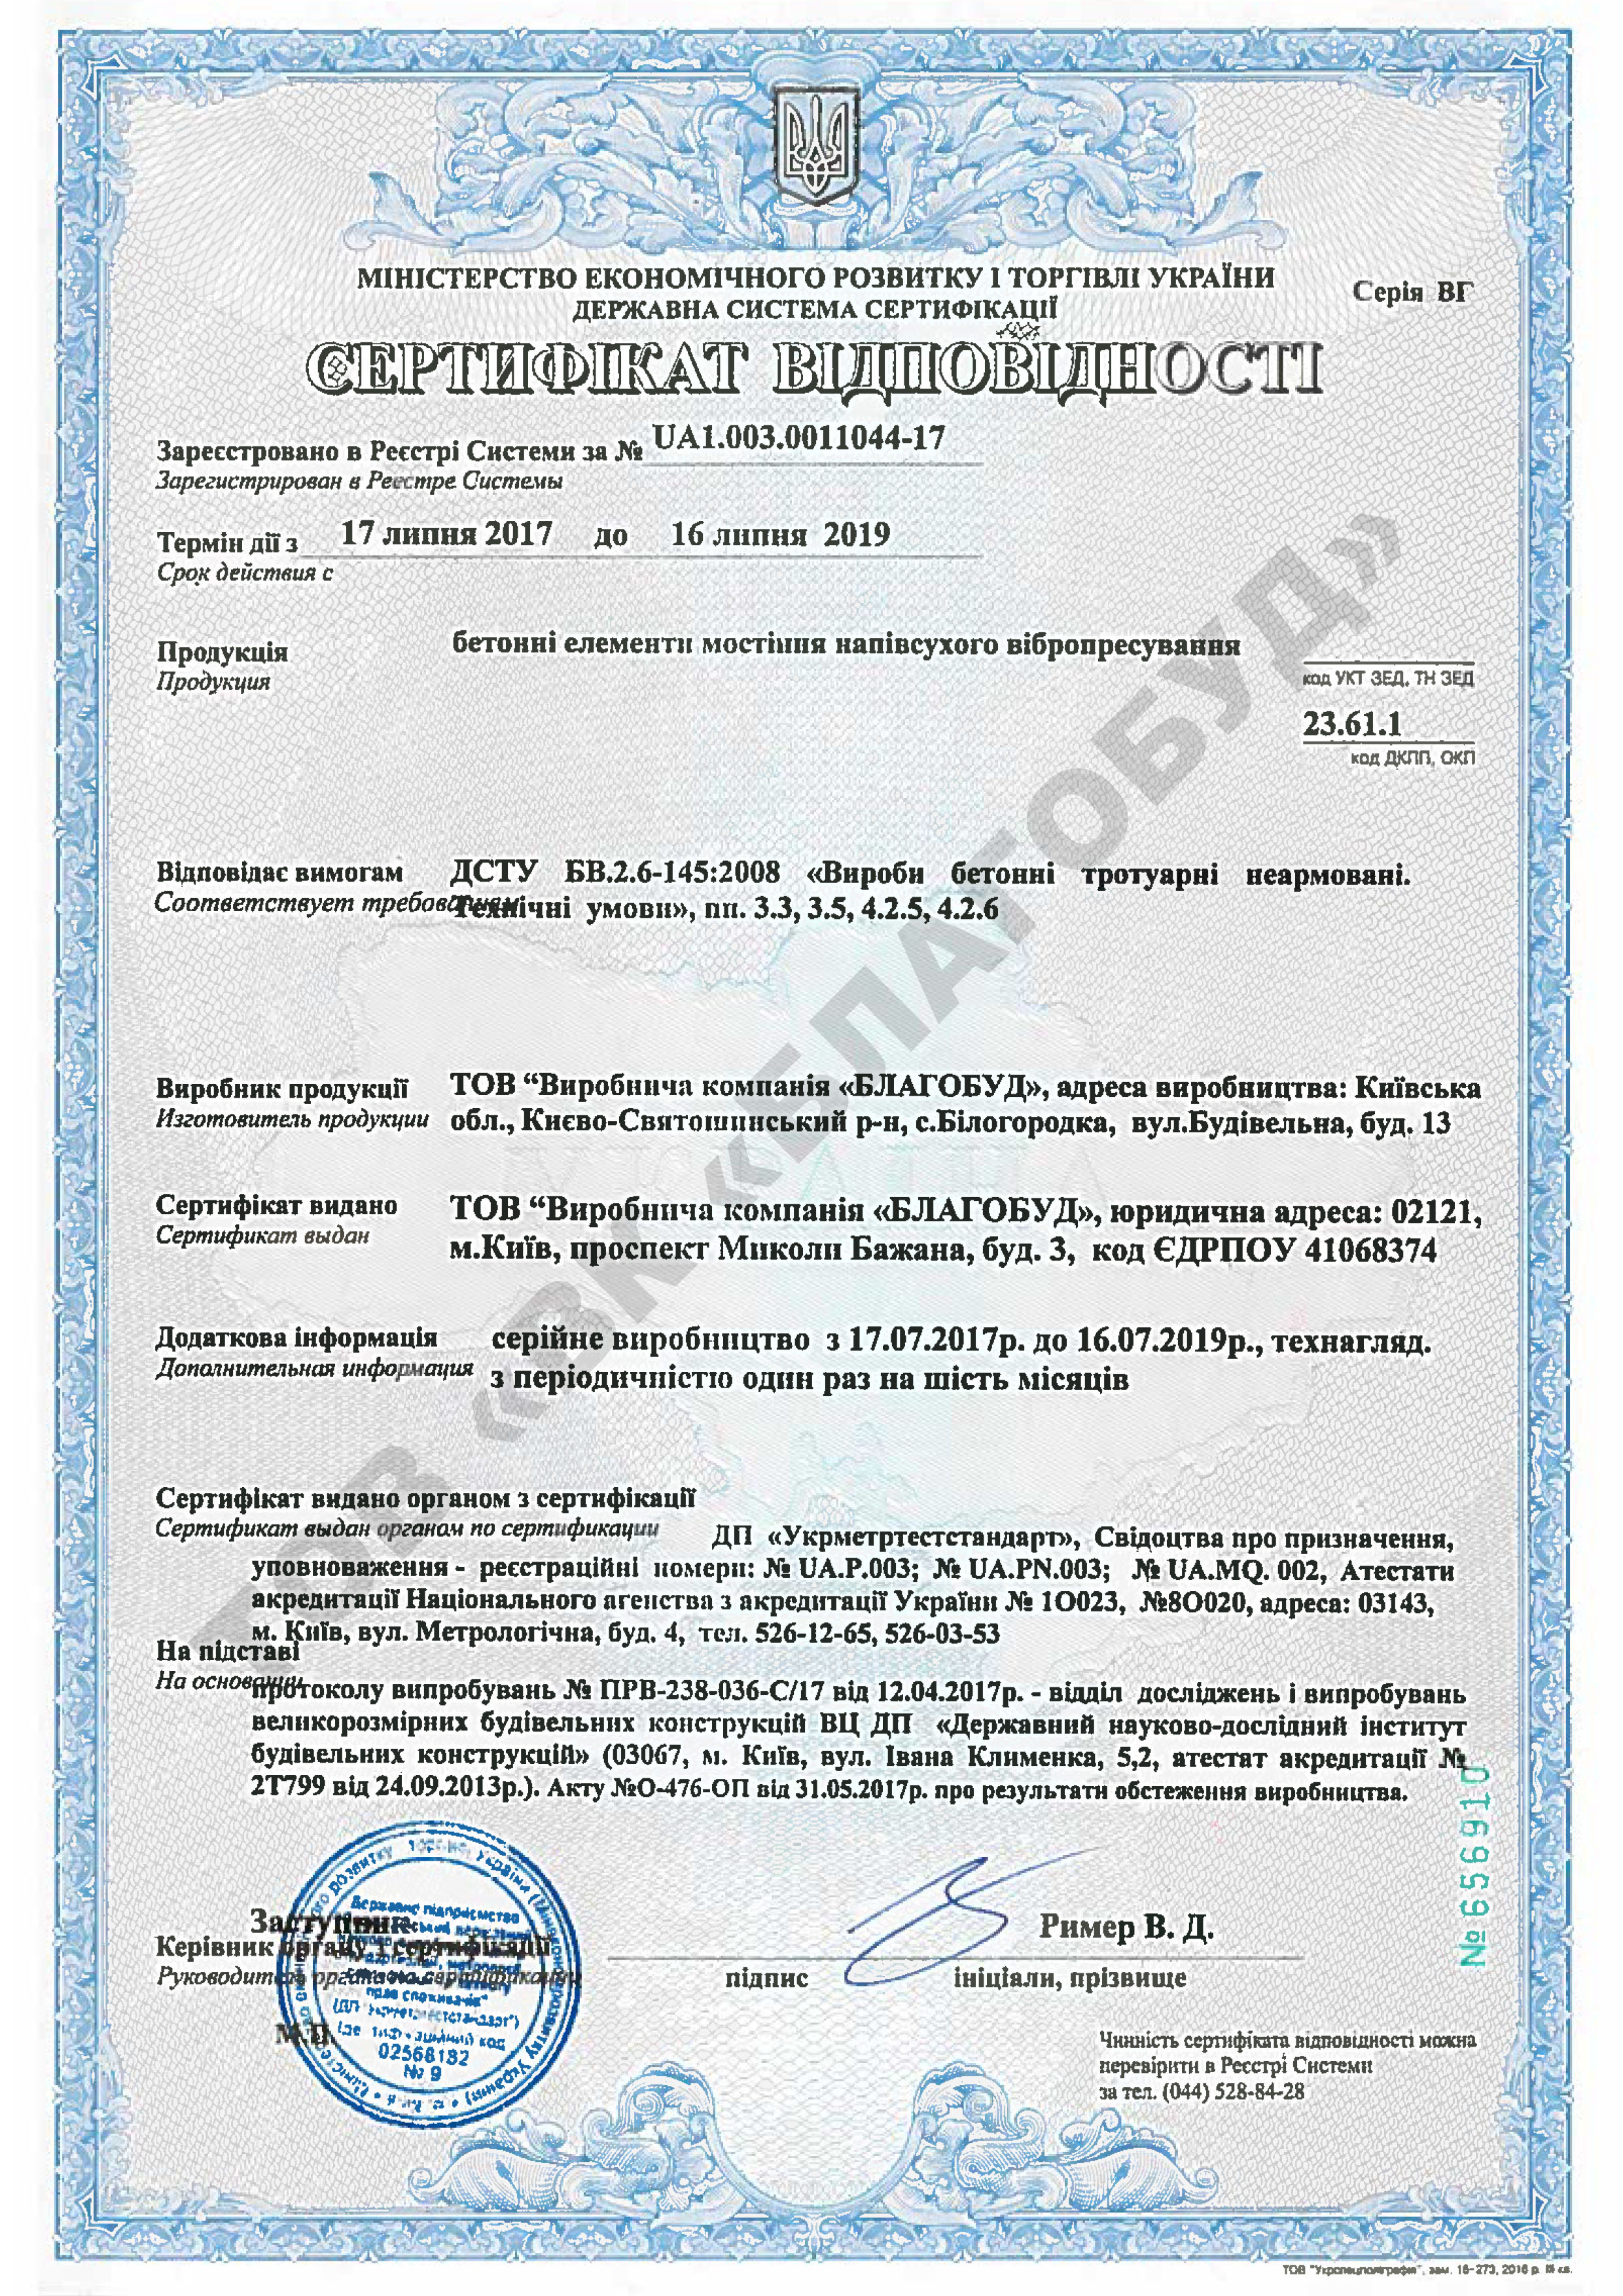 МІНІСТЕРСТВО ЕКОНОМІЧНОГО РОЗВИТКУ І ТОРГІВЛІ УКРАЇНИ
ДЕРЖАВНА СИСТЕМА СЕРТИФІКАЦІЇ
Серія ВГ
СЕРТИФІКАТ ВІДПОВІДНОСТІ
Зареєстровано в Реєстрі Системи за № UA1.003.0011044-17
Зарегистрирован в Реестре Системы
Термін дії з 17 липня 2017 до 16 липня 2019
Срок действия с
Продукція бетонні елементи мостіння напівсухого вібропресування
Продукция
код УКТ ЗЕД, ТН ЗЕД
23.61.1
код ДКПП, ОКП
Відповідає вимогам ДСТУ БВ.2.6-145:2008 «Вироби бетонні тротуарні неармовані.
Соответствует требованиям Технічні умови», пп. 3.3, 3.5, 4.2.5, 4.2.6
Виробник продукції ТОВ “Виробнича компанія «БЛАГОБУД», адреса виробництва: Київська
Изготовитель продукции обл., Києво-Святошинський р-н, с.Білогородка, вул.Будівельна, буд. 13
Сертифікат видано ТОВ “Виробнича компанія «БЛАГОБУД», юридична адреса: 02121,
Сертификат выдан м.Київ, проспект Миколи Бажана, буд. 3, код ЄДРПОУ 41068374
Додаткова інформація серійне виробництво з 17.07.2017р. до 16.07.2019р., технагляд.
Дополнительная информация з періодичністю один раз на шість місяців
Сертифікат видано органом з сертифікації
Сертификат выдан органом по сертификации ДП «Укрметртестстандарт», Свідоцтва про призначення,
уповноваження - реєстраційні номери: № UA.P.003; № UA.PN.003; № UA.MQ. 002, Атестати
акредитації Національного агенства з акредитації України № 1О023, №8О020, адреса: 03143,
м. Київ, вул. Метрологічна, буд. 4, тел. 526-12-65, 526-03-53
На підставі
На основании
протоколу випробувань № ПРВ-238-036-С/17 від 12.04.2017р. - відділ досліджень і випробувань
великорозмірних будівельних конструкцій ВЦ ДП «Державний науково-дослідний інститут
будівельних конструкцій» (03067, м. Київ, вул. Івана Клименка, 5,2, атестат акредитації №
2Т799 від 24.09.2013р.). Акту №О-476-ОП від 31.05.2017р. про результати обстеження виробництва.
№ 656910
Заступник
Керівник органу з сертифікації
Руководитель органа по сертификации
Ример В. Д.
підпис ініціали, прізвище
М.П.
Державне підприємство
прав споживачів"
(ДП "Укрметртестстандарт")
код
02568182
№ 9
Чинність сертифіката відповідності можна
перевірити в Реєстрі Системи
за тел. (044) 528-84-28
ТОВ "Укрспецполіграфія", зам. 16-273, 2016 р. III кв.
ТОВ «ВК «БЛАГОБУД»